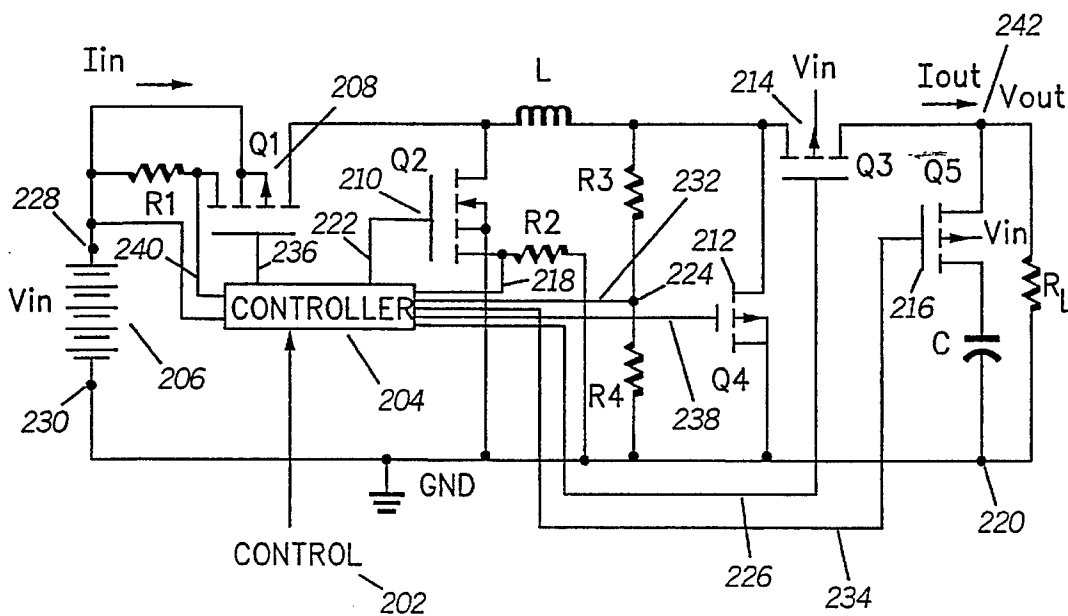 242
Iin
L
214
Vin
Iout
Vout
208
Q1
Q2
210
R3
232
Q3
Q5
228
R1
222
R2
212
Vin
240
236
218
224
216
RL
Vin
CONTROLLER
C
206
204
R4
238
Q4
230
GND
220
CONTROL
226
234
202